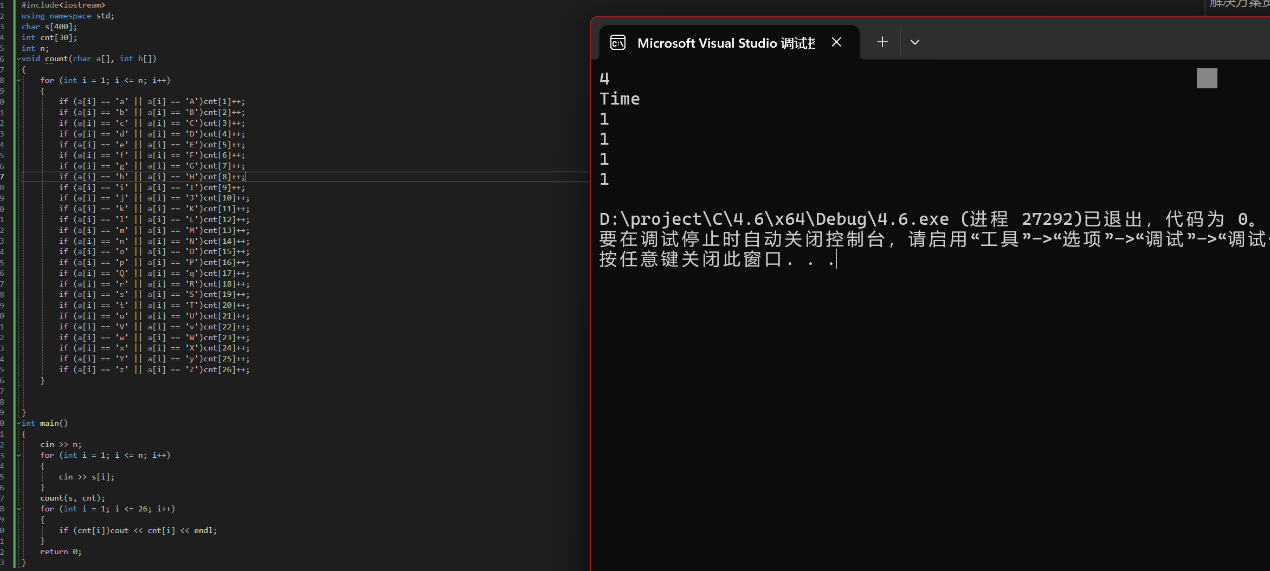 #include<iostream>
using namespace std;
char s[400];
int cnt[30];
int n;
void count(char a[], int b[])
{
for (int i = 1; i <= n; i++)
{
if (a[i] == 'a' || a[i] == 'A')cnt[1]++;
if (a[i] == 'b' || a[i] == 'B')cnt[2]++;
if (a[i] == 'c' || a[i] == 'C')cnt[3]++;
if (a[i] == 'd' || a[i] == 'D')cnt[4]++;
if (a[i] == 'e' || a[i] == 'E')cnt[5]++;
if (a[i] == 'f' || a[i] == 'F')cnt[6]++;
if (a[i] == 'g' || a[i] == 'G')cnt[7]++;
if (a[i] == 'h' || a[i] == 'H')cnt[8]++;
if (a[i] == 'i' || a[i] == 'I')cnt[9]++;
if (a[i] == 'j' || a[i] == 'J')cnt[10]++;
if (a[i] == 'k' || a[i] == 'K')cnt[11]++;
if (a[i] == 'l' || a[i] == 'L')cnt[12]++;
if (a[i] == 'm' || a[i] == 'M')cnt[13]++;
if (a[i] == 'n' || a[i] == 'N')cnt[14]++;
if (a[i] == 'o' || a[i] == 'O')cnt[15]++;
if (a[i] == 'p' || a[i] == 'P')cnt[16]++;
if (a[i] == 'Q' || a[i] == 'q')cnt[17]++;
if (a[i] == 'r' || a[i] == 'R')cnt[18]++;
if (a[i] == 's' || a[i] == 'S')cnt[19]++;
if (a[i] == 't' || a[i] == 'T')cnt[20]++;
if (a[i] == 'u' || a[i] == 'U')cnt[21]++;
if (a[i] == 'V' || a[i] == 'v')cnt[22]++;
if (a[i] == 'w' || a[i] == 'W')cnt[23]++;
if (a[i] == 'x' || a[i] == 'X')cnt[24]++;
if (a[i] == 'Y' || a[i] == 'y')cnt[25]++;
if (a[i] == 'z' || a[i] == 'Z')cnt[26]++;
}
}
int main()
{
cin >> n;
for (int i = 1; i <= n; i++)
{
cin >> s[i];
}
count(s, cnt);
for (int i = 1; i <= 26; i++)
{
if (cnt[i])cout << cnt[i] << endl;
}
return 0;
}
解决方案资
Microsoft Visual Studio 调试控
4
Time
1
1
1
1
D:\project\C\4.6\x64\Debug\4.6.exe (进程 27292)已退出，代码为 0。
要在调试停止时自动关闭控制台，请启用“工具”->“选项”->“调试”->“调试
按任意键关闭此窗口. . .